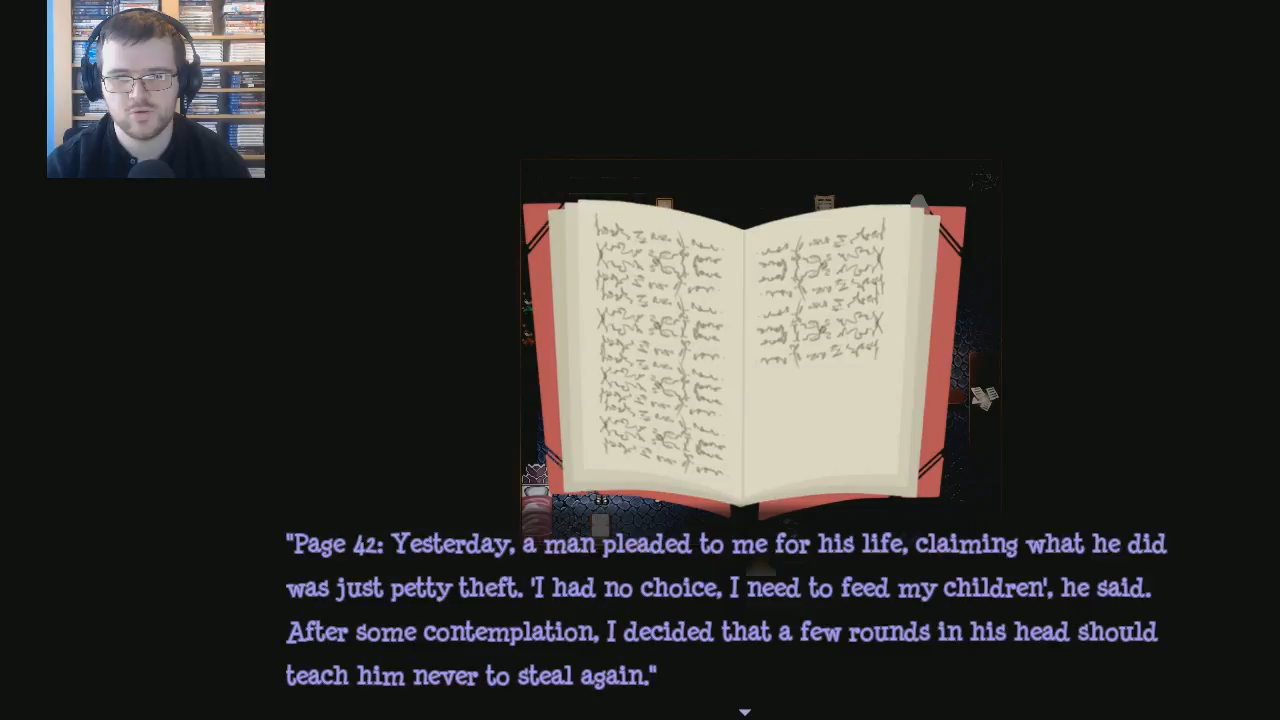 "Page 42: Yesterday, a man pleaded to me for his life, claiming what he did
was just petty theft. 'I had no choice, I need to feed my children', he said.
After some contemplation, I decided that a few rounds in his head should
teach him never to steal again."